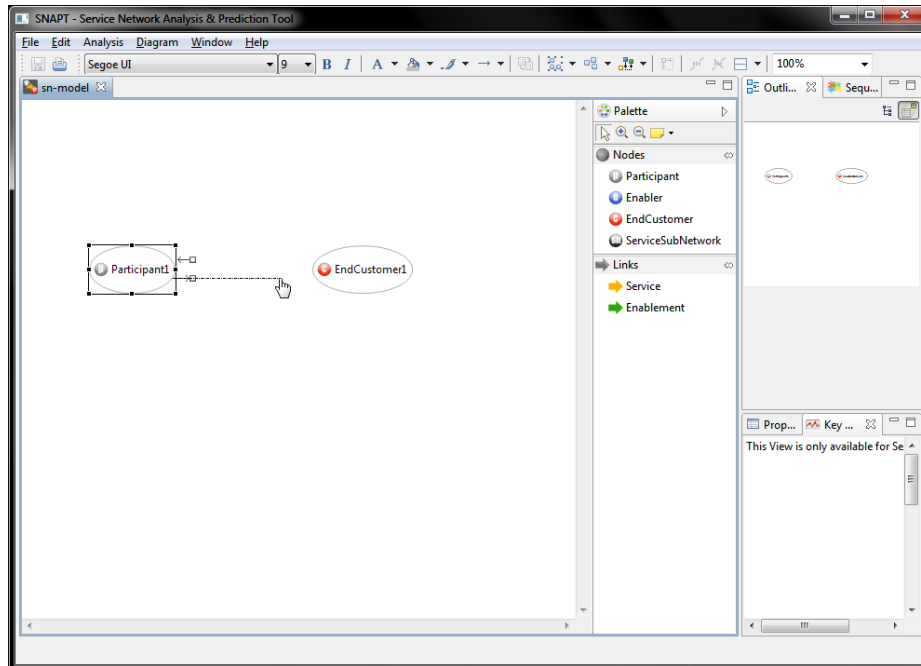 SNAPT - Service Network Analysis & Prediction Tool
File Edit Analysis Diagram Window Help
Segoe UI 9 B I A 100%
sn-model
Outli... Sequ...
Palette
Nodes
Participant
Enabler
EndCustomer
ServiceSubNetwork
Links
Service
Enablement
Participant1
EndCustomer1
Prop... Key ...
This View is only available for Se